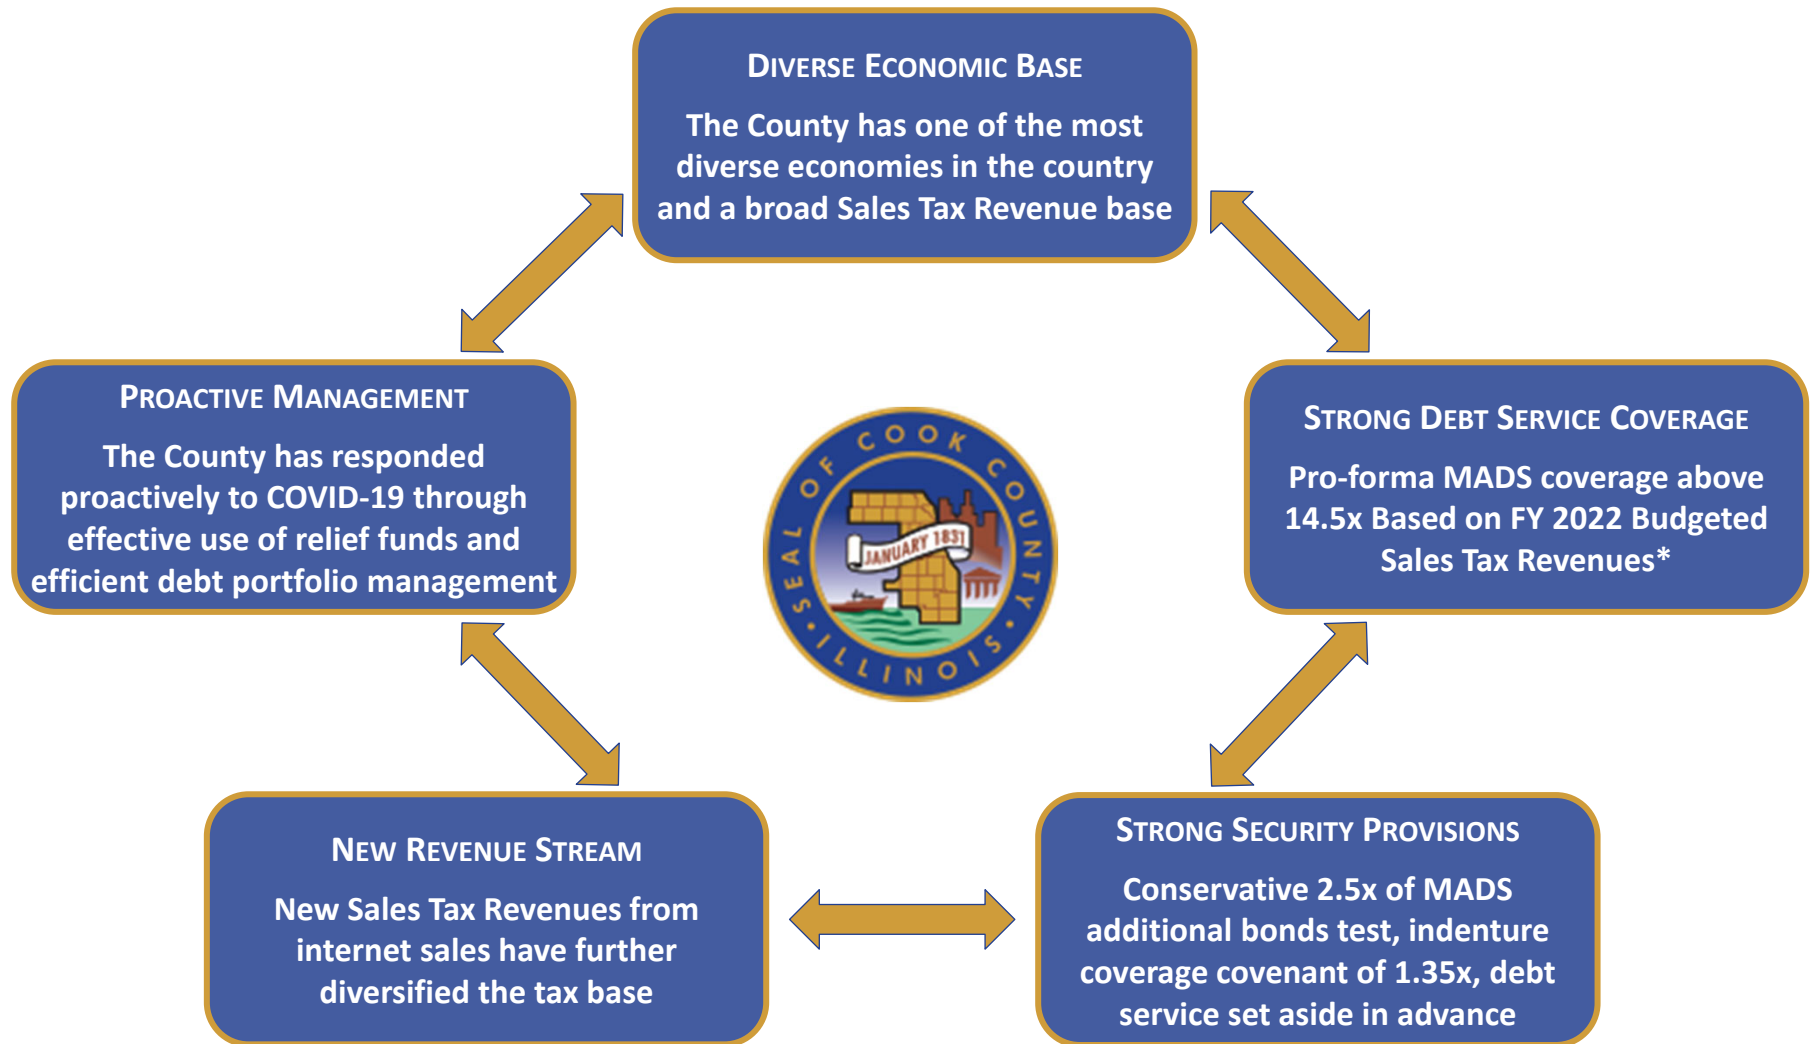 DIVERSE ECONOMIC BASE
The County has one of the most
diverse economies in the country
and a broad Sales Tax Revenue base
PROACTIVE MANAGEMENT
The County has responded
proactively to COVID-19 through
effective use of relief funds and
efficient debt portfolio management
STRONG DEBT SERVICE COVERAGE
Pro-forma MADS coverage above
14.5x Based on FY 2022 Budgeted
Sales Tax Revenues*
SEAL OF COOK COUNTY
ILLINOIS
JANUARY 1831
NEW REVENUE STREAM
New Sales Tax Revenues from
internet sales have further
diversified the tax base
STRONG SECURITY PROVISIONS
Conservative 2.5x of MADS
additional bonds test, indenture
coverage covenant of 1.35x, debt
service set aside in advance